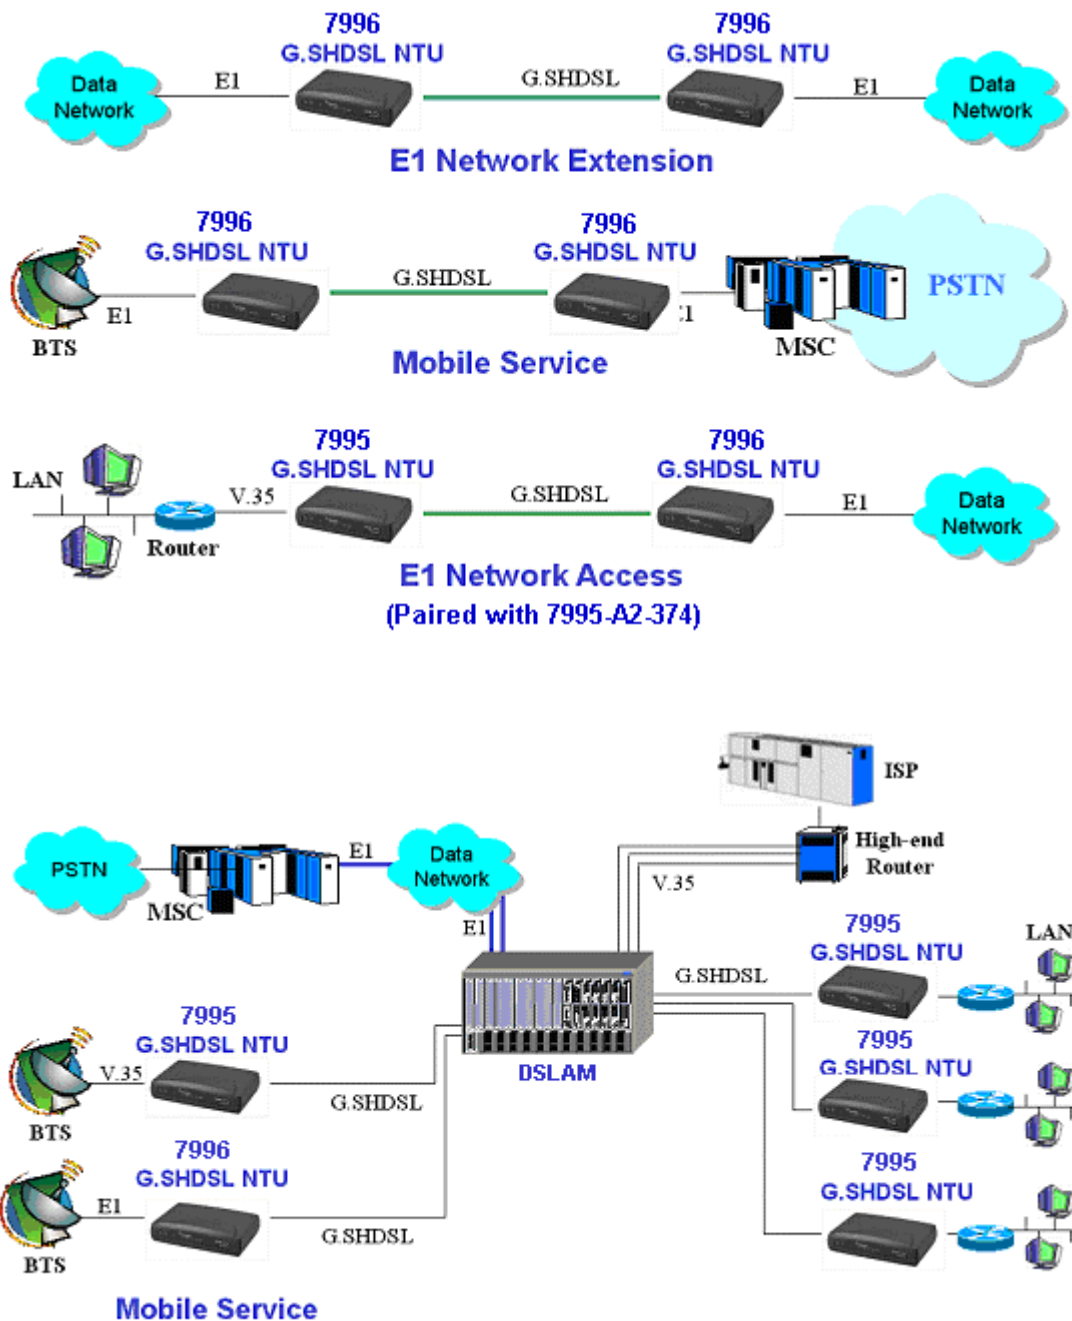 7996
G.SHDSL NTU
7996
G.SHDSL NTU
Data
Network
E1
G.SHDSL
E1
Data
Network
E1 Network Extension
7996
G.SHDSL NTU
7996
G.SHDSL NTU
BTS
E1
G.SHDSL
MSC
PSTN
Mobile Service
7995
G.SHDSL NTU
7996
G.SHDSL NTU
LAN
Router
V.35
G.SHDSL
E1
Data
Network
E1 Network Access
(Paired with 7995-A2-374)
ISP
High-end
Router
V.35
PSTN
MSC
E1
Data
Network
E1
DSLAM
7995
G.SHDSL NTU
G.SHDSL
LAN
7995
G.SHDSL NTU
7995
G.SHDSL NTU
7995
G.SHDSL NTU
V.35
G.SHDSL
BTS
7996
G.SHDSL NTU
E1
G.SHDSL
BTS
Mobile Service